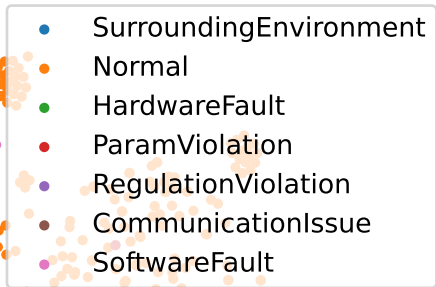 SurroundingEnvironment
Normal
HardwareFault
ParamViolation
RegulationViolation
CommunicationIssue
SoftwareFault